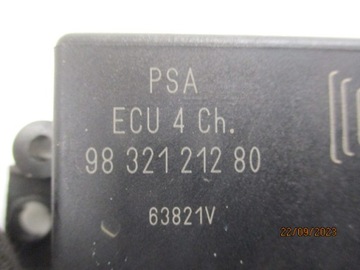 PSA
ECU 4 Ch.
98 321 212 80
63821V
22/09/2023